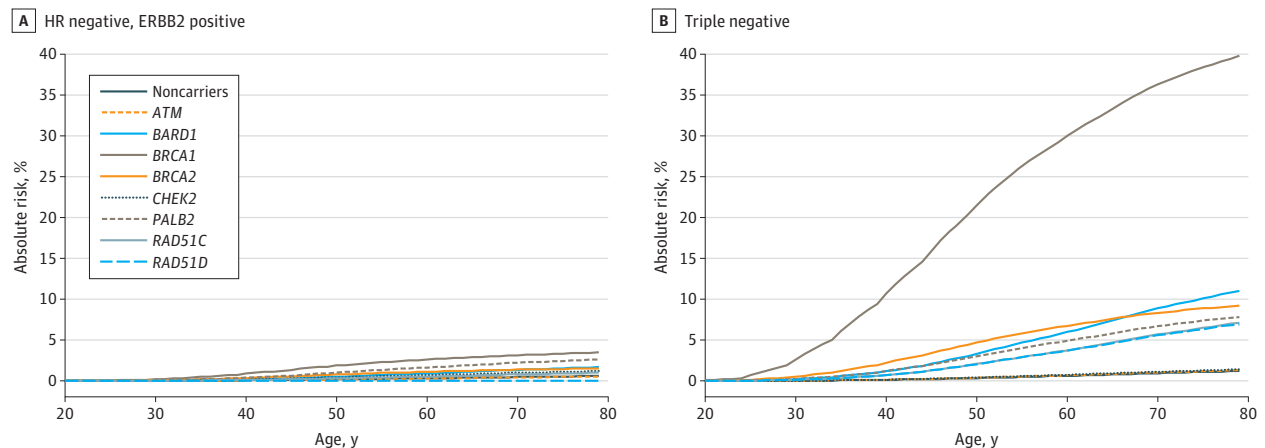 A HR negative, ERBB2 positive
40
35
30
25
20
15
10
5
0
Absolute risk, %
Noncarriers
ATM
BARD1
BRCA1
BRCA2
CHEK2
PALB2
RAD51C
RAD51D
20 30 40 50 60 70 80
Age, y
B Triple negative
40
35
30
25
20
15
10
5
0
Absolute risk, %
20 30 40 50 60 70 80
Age, y